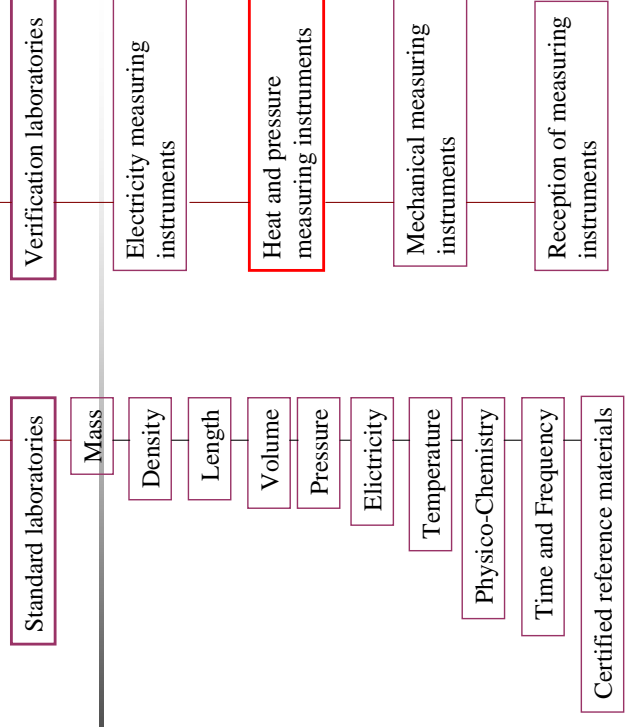 Standard laboratories
Mass
Density
Length
Volume
Pressure
Elictricity
Temperature
Physico-Chemistry
Time and Frequency
Certified reference materials
Verification laboratories
Electricity measuring
instruments
Heat and pressure
measuring instruments
Mechanical measuring
instruments
Reception of measuring
instruments